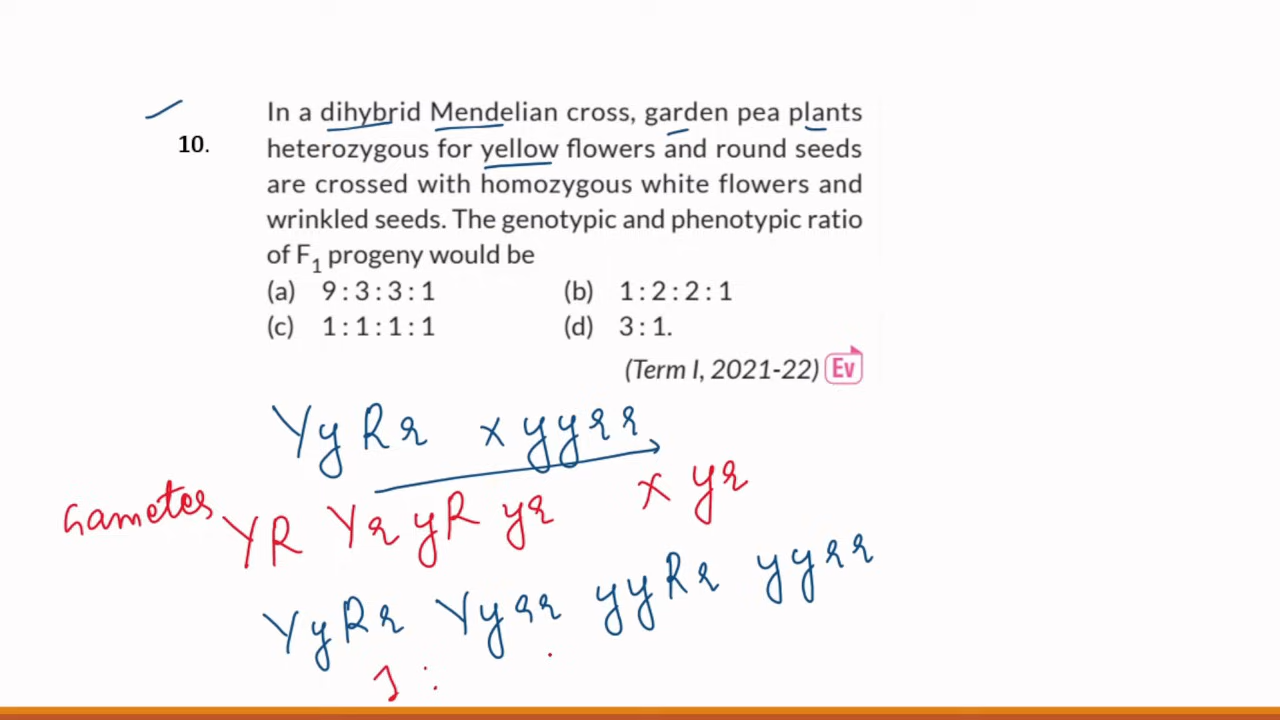 In a dihybrid Mendelian cross, garden pea plants
10. heterozygous for yellow flowers and round seeds
are crossed with homozygous white flowers and
wrinkled seeds. The genotypic and phenotypic ratio
of F₁ progeny would be
(a) 9 : 3 : 3 : 1 (b) 1 : 2 : 2 : 1
(c) 1 : 1 : 1 : 1 (d) 3 : 1.
(Term I, 2021-22) Ev
YyRr x yyrr
Gametes YR Yr yR yr x yr
YyRr Yyrr yyRr yyrr
1 :